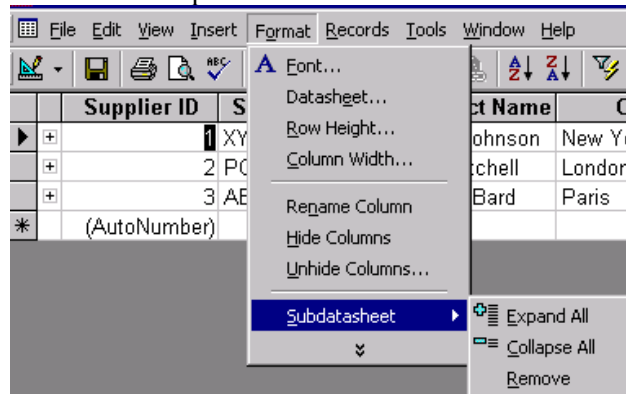 File Edit View Insert Format Records Tools Window Help
Font...
Datasheet...
Row Height...
Column Width...
Rename Column
Hide Columns
Unhide Columns...
Subdatasheet
Expand All
Collapse All
Remove
Supplier ID S ct Name C
1 XY ohnson New Y
2 PC chell London
3 AB Bard Paris
(AutoNumber)